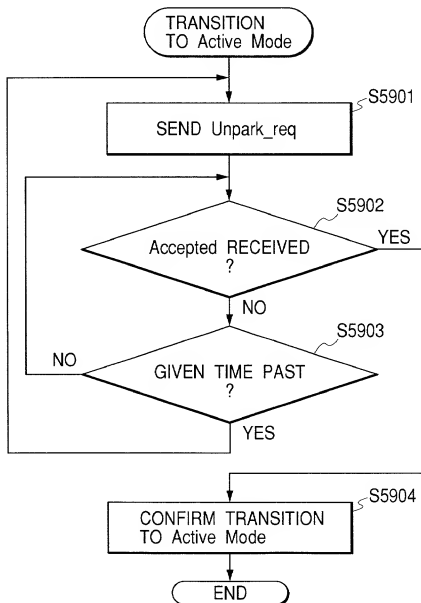 TRANSITION
TO Active Mode
S5901
SEND Unpark_req
S5902
Accepted RECEIVED
?
YES
NO
S5903
NO
GIVEN TIME PAST
?
YES
S5904
CONFIRM TRANSITION
TO Active Mode
END